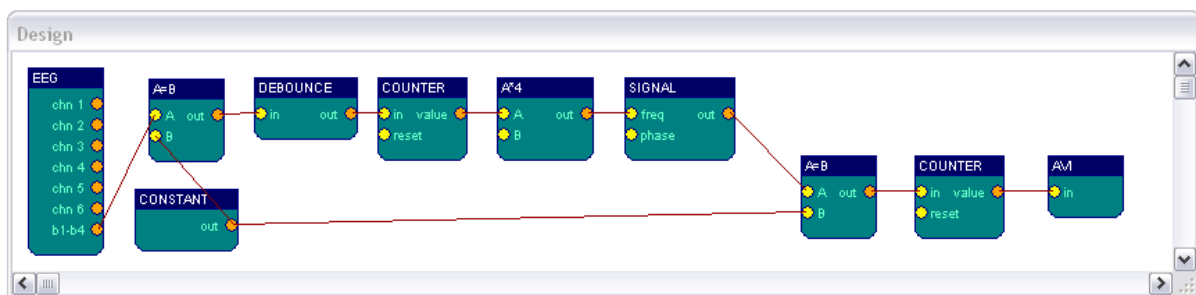 Design
EEG
chn 1
chn 2
chn 3
chn 4
chn 5
chn 6
b1-b4
A=B
A out
B
CONSTANT
out
DEBOUNCE
in out
COUNTER
in value
reset
A*4
A out
B
SIGNAL
freq out
phase
A=B
A out
B
COUNTER
in value
reset
AVI
in